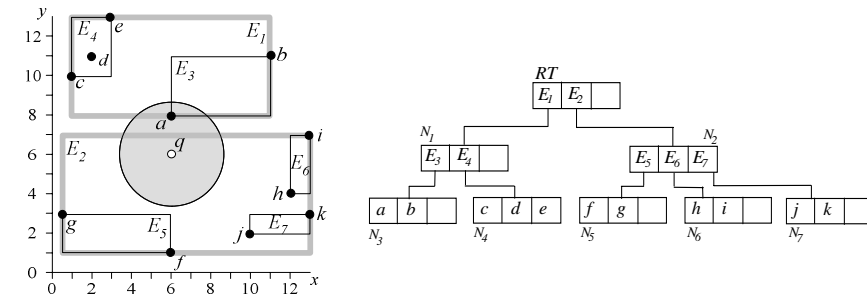 y
12
10
8
6
4
2
0
0 2 4 6 8 10 12 x
E4
e
d
c
E1
b
E3
a
q
E2
i
E6
h
g
E5
f
E7
k
j
RT
E1 E2
N1
E3 E4
N2
E5 E6 E7
a b
N3
c d e
N4
f g
N5
h i
N6
j k
N7